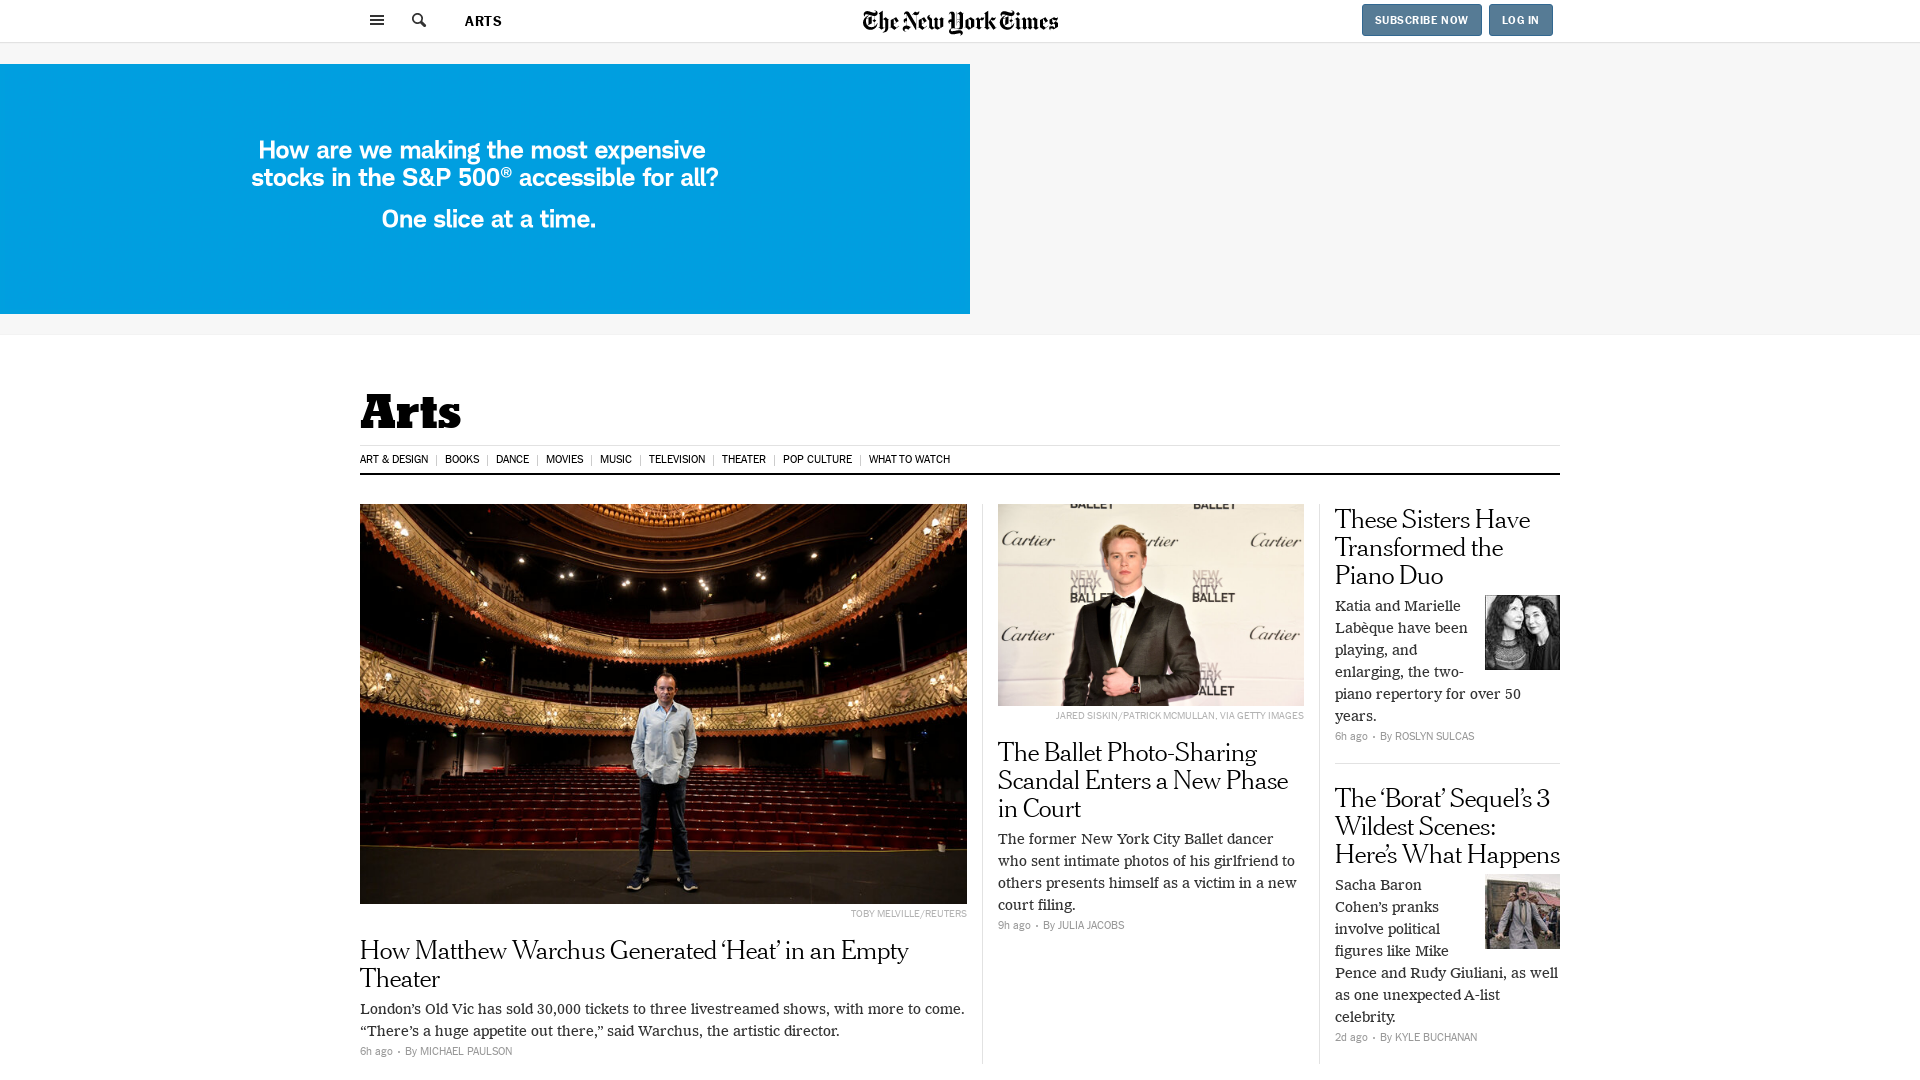 ARTS
The New York Times
SUBSCRIBE NOW
LOG IN
How are we making the most expensive
stocks in the S&P 500® accessible for all?
One slice at a time.
Arts
ART & DESIGN
BOOKS
DANCE
MOVIES
MUSIC
TELEVISION
THEATER
POP CULTURE
WHAT TO WATCH
TOBY MELVILLE/REUTERS
How Matthew Warchus Generated ‘Heat’ in an Empty
Theater
London’s Old Vic has sold 30,000 tickets to three livestreamed shows, with more to come.
“There’s a huge appetite out there,” said Warchus, the artistic director.
6h ago · By MICHAEL PAULSON
BALLET
BALLET
Cartier
Cartier
NEW
YORK
CITY
BALLET
NEW
YORK
CITY
BALLET
Cartier
Cartier
NEW
YORK
BALLET
JARED SISKIN/PATRICK MCMULLAN, VIA GETTY IMAGES
The Ballet Photo-Sharing
Scandal Enters a New Phase
in Court
The former New York City Ballet dancer
who sent intimate photos of his girlfriend to
others presents himself as a victim in a new
court filing.
9h ago · By JULIA JACOBS
These Sisters Have
Transformed the
Piano Duo
Katia and Marielle
Labèque have been
playing, and
enlarging, the two-
piano repertory for over 50
years.
6h ago · By ROSLYN SULCAS
The ‘Borat’ Sequel’s 3
Wildest Scenes:
Here’s What Happens
Sacha Baron
Cohen’s pranks
involve political
figures like Mike
Pence and Rudy Giuliani, as well
as one unexpected A-list
celebrity.
2d ago · By KYLE BUCHANAN